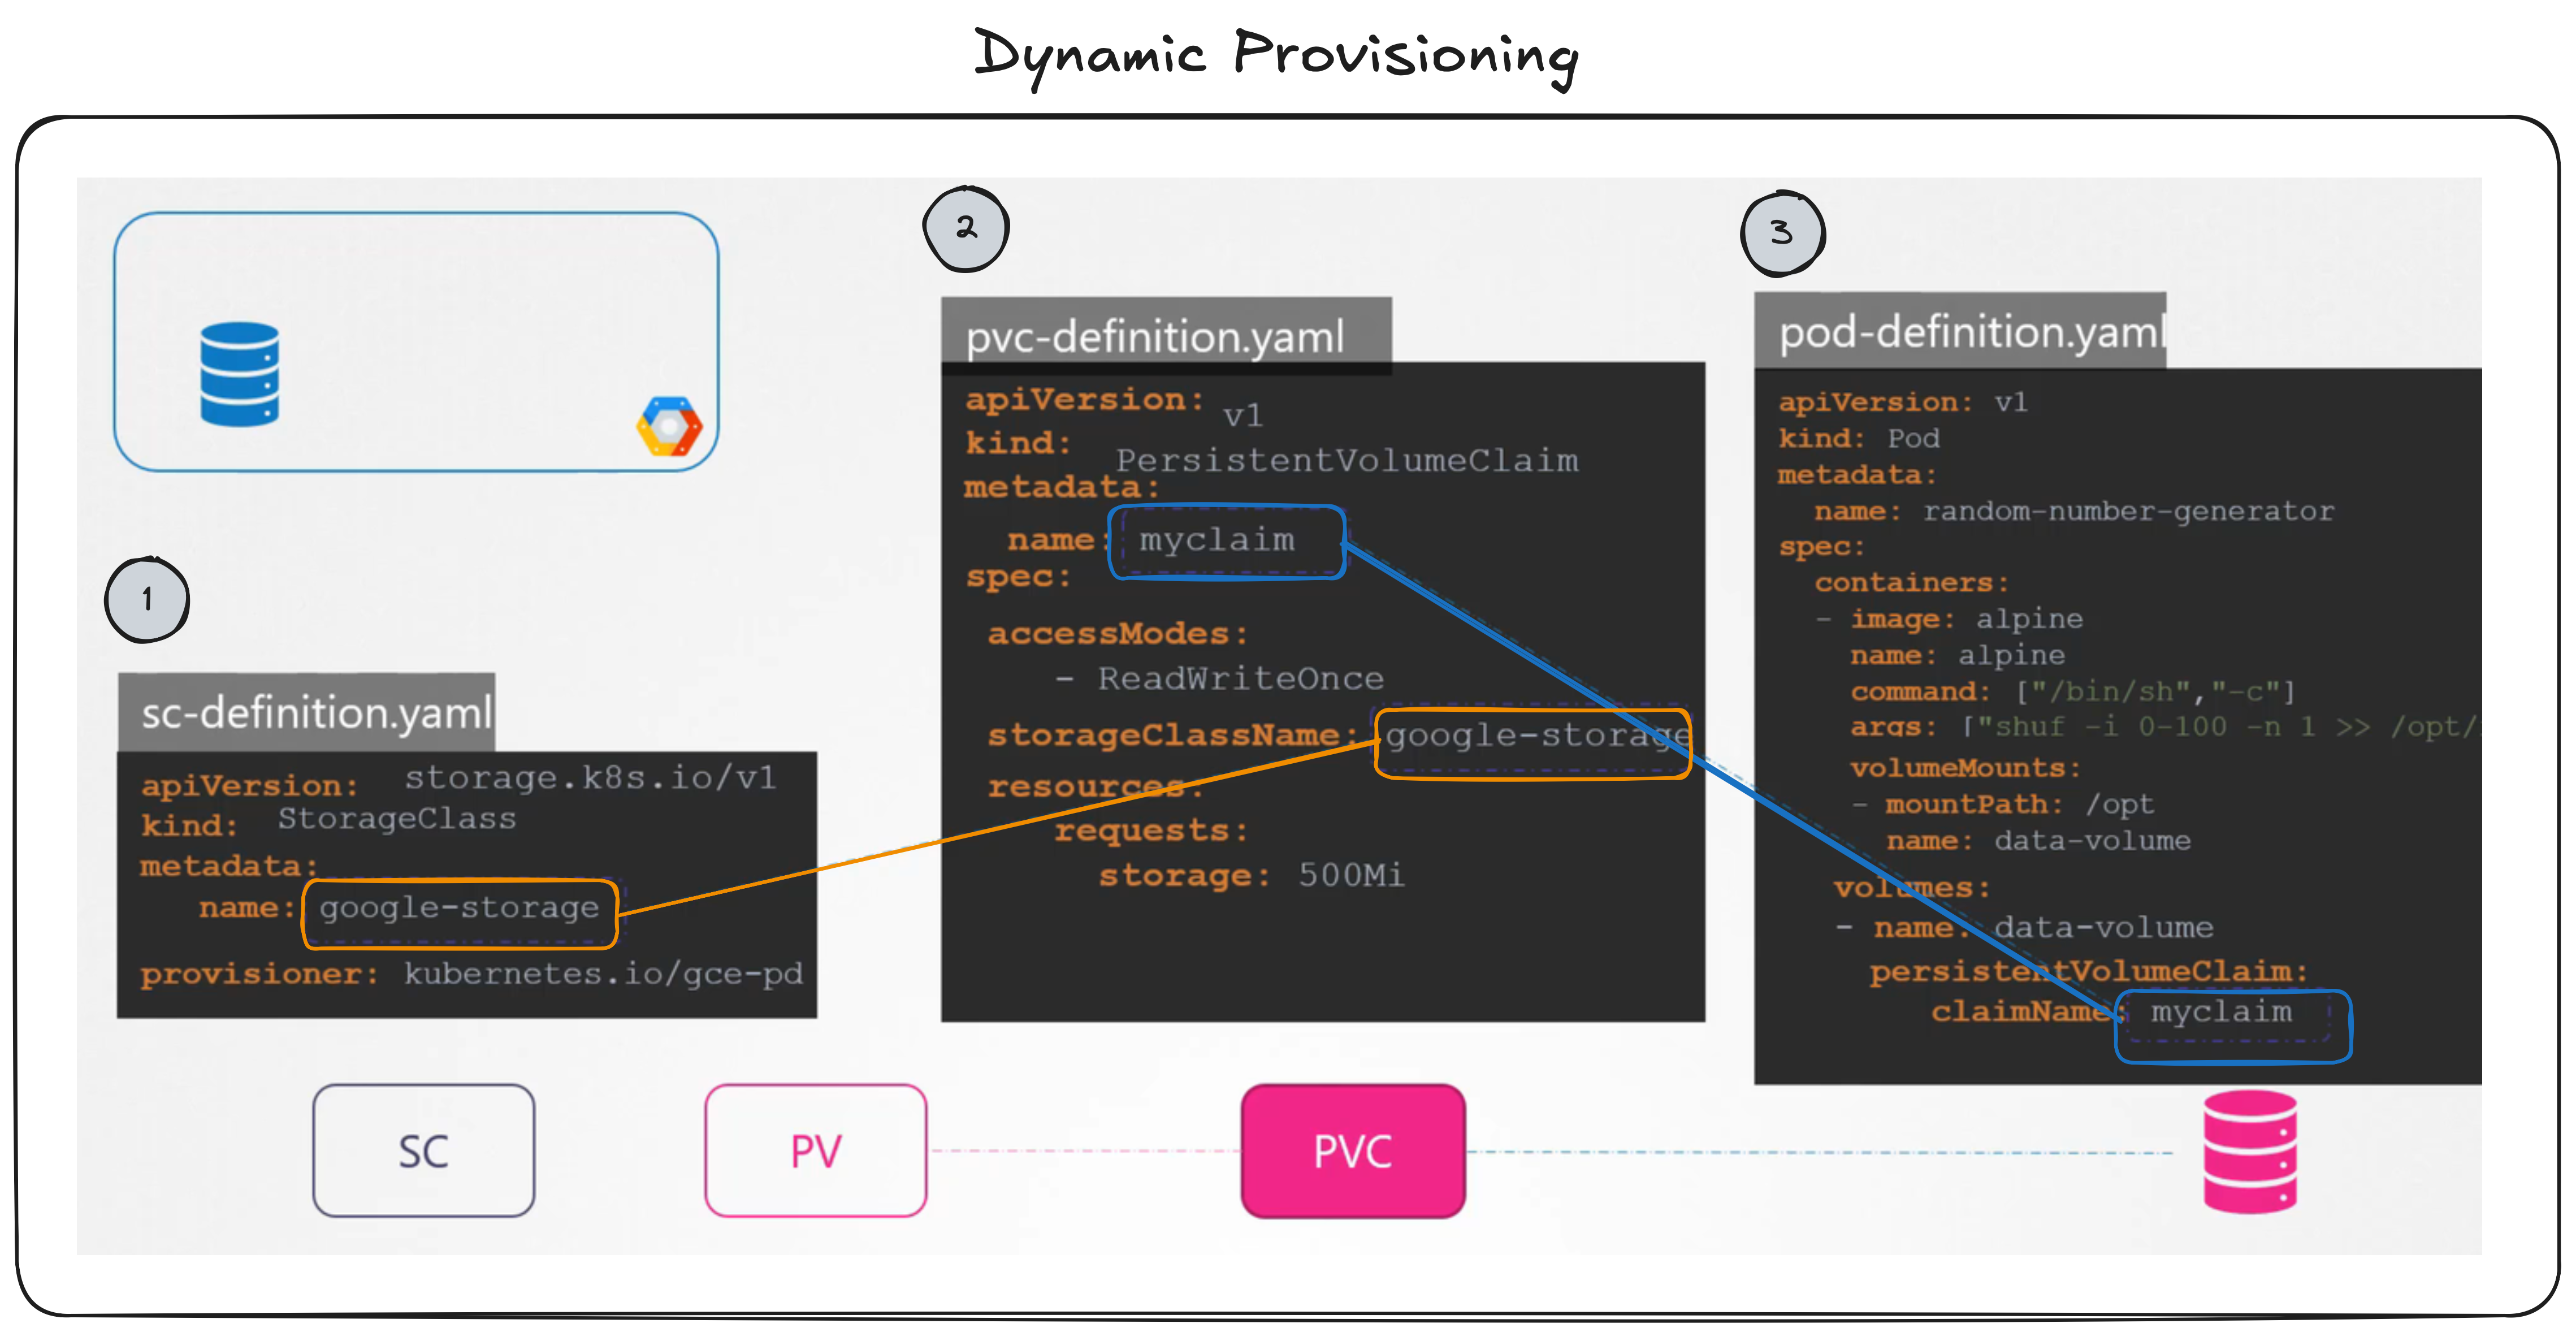 Dynamic Provisioning
1
sc-definition.yaml
apiVersion: storage.k8s.io/v1
kind: StorageClass
metadata:
name: google-storage
provisioner: kubernetes.io/gce-pd
2
pvc-definition.yaml
apiVersion: v1
kind: PersistentVolumeClaim
metadata:
name: myclaim
spec:
accessModes:
- ReadWriteOnce
storageClassName: google-storage
resources:
requests:
storage: 500Mi
3
pod-definition.yaml
apiVersion: v1
kind: Pod
metadata:
name: random-number-generator
spec:
containers:
- image: alpine
name: alpine
command: ["/bin/sh","-c"]
args: ["shuf -i 0-100 -n 1 >> /opt/
volumeMounts:
- mountPath: /opt
name: data-volume
volumes:
- name: data-volume
persistentVolumeClaim:
claimName: myclaim
SC
PV
PVC